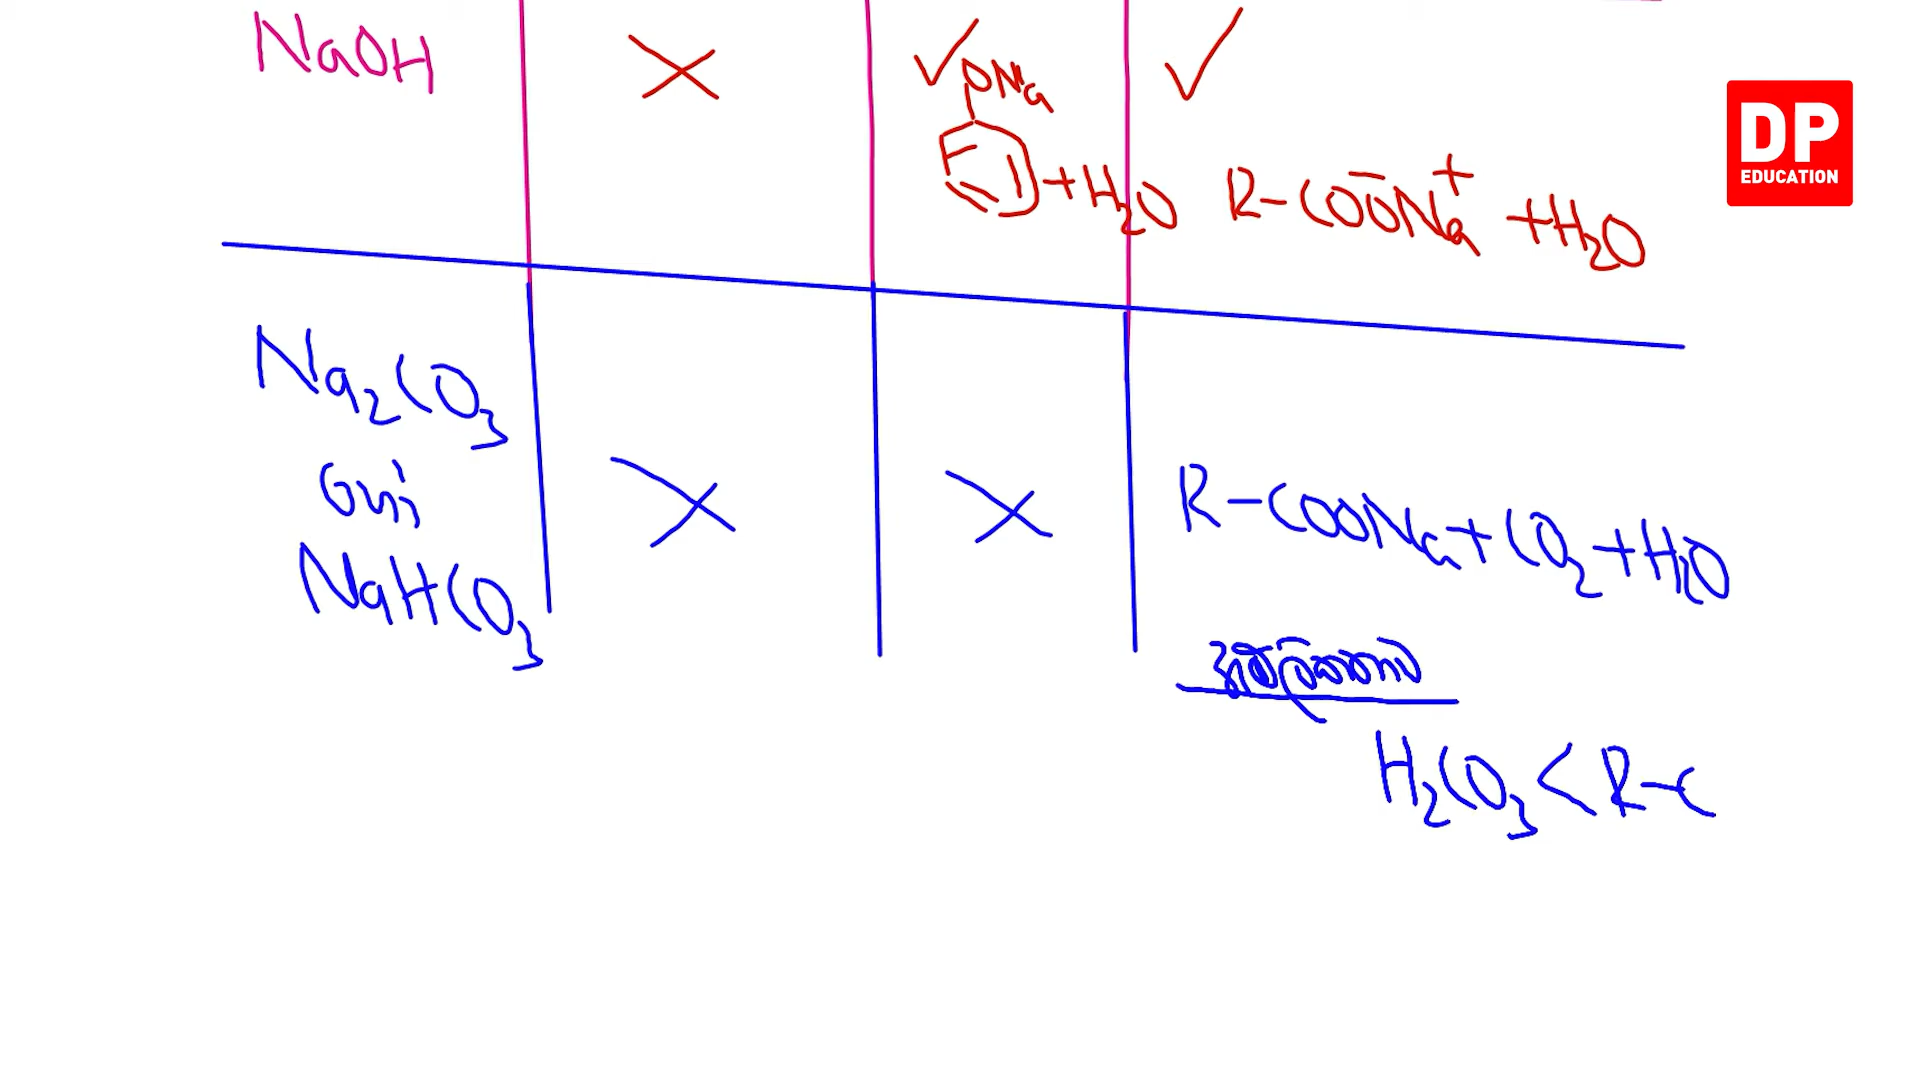 NaOH × ✓ ✓
ONa
+ H₂O R-COO⁻Na⁺ + H₂O
Na₂CO₃
NaHCO₃ × × R-COONa + CO₂ + H₂O
H₂CO₃ < R-C
DP
EDUCATION